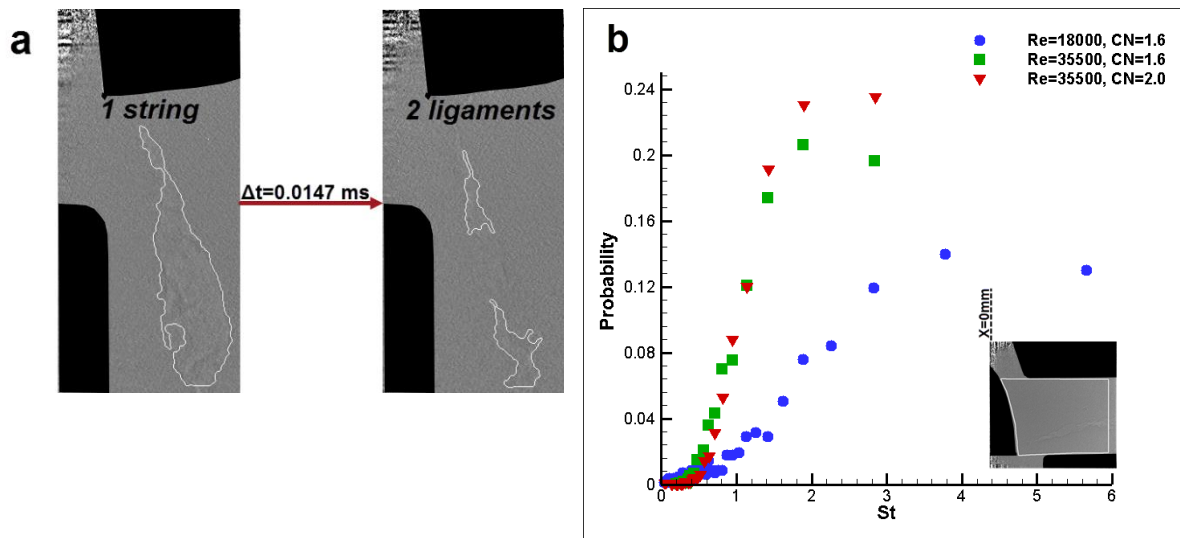 a
1 string
2 ligaments
Δt=0.0147 ms
b
Re=18000, CN=1.6
Re=35500, CN=1.6
Re=35500, CN=2.0
0.24
0.2
0.16
0.12
0.08
0.04
0
Probability
0 1 2 3 4 5 6
St
X=0mm